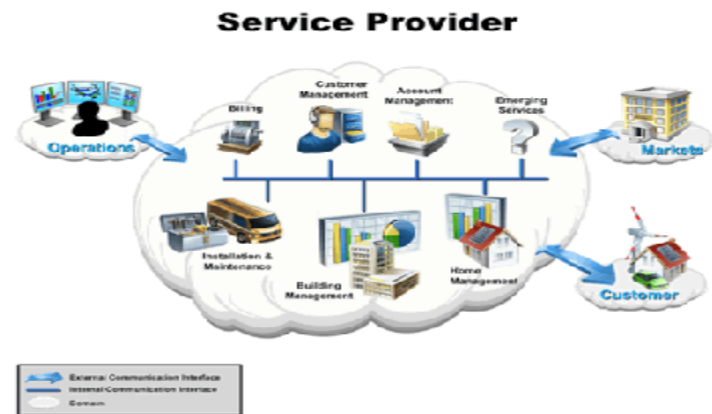 Service Provider
Customer
Management
Account
Management
Billing
Emerging
Services
Operations
Markets
Installation &
Maintenance
Building
Management
Home
Management
Customer
External Communication Interface
Internal Communication Interface
Domain